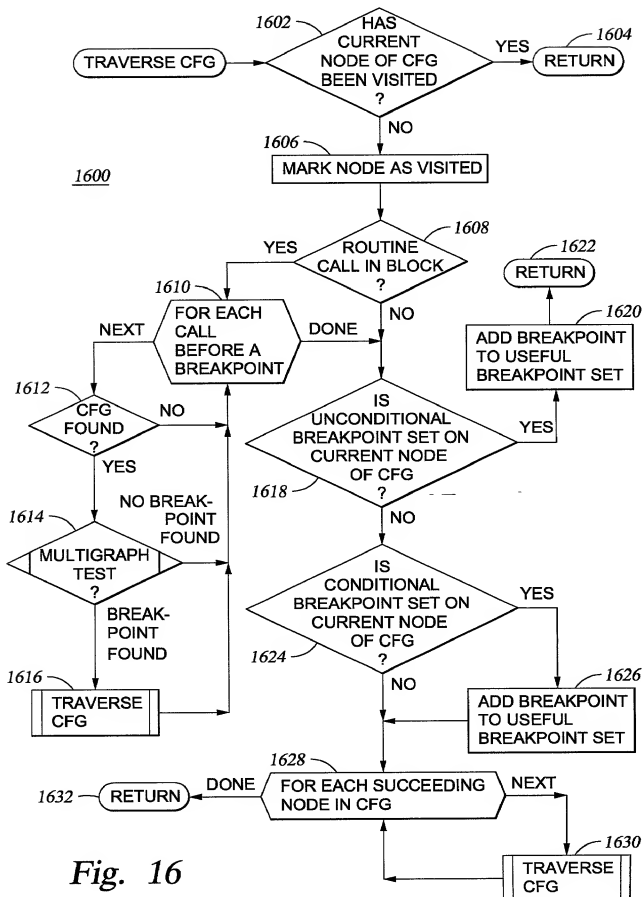 1602
HAS
CURRENT
NODE OF CFG
BEEN VISITED
?
TRAVERSE CFG
YES
1604
RETURN
NO
1606
MARK NODE AS VISITED
1600
1608
YES
ROUTINE
CALL IN BLOCK
?
NO
1610
FOR EACH
CALL
BEFORE A
BREAKPOINT
NEXT
DONE
1622
RETURN
1620
ADD BREAKPOINT
TO USEFUL
BREAKPOINT SET
1612
CFG
FOUND
?
NO
YES
IS
UNCONDITIONAL
BREAKPOINT SET ON
CURRENT NODE
OF CFG
?
YES
1618
NO
NO BREAK-
POINT
FOUND
1614
MULTIGRAPH
TEST
?
BREAK-
POINT
FOUND
IS
CONDITIONAL
BREAKPOINT SET ON
CURRENT NODE
OF CFG
?
YES
1624
NO
1616
TRAVERSE
CFG
1626
ADD BREAKPOINT
TO USEFUL
BREAKPOINT SET
1628
FOR EACH SUCCEEDING
NODE IN CFG
DONE
NEXT
1632
RETURN
1630
TRAVERSE
CFG
Fig. 16